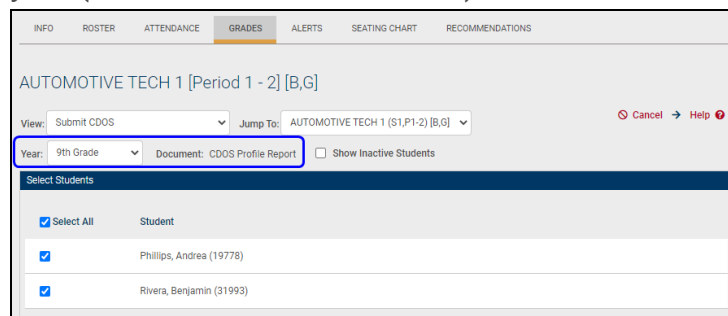 INFO ROSTER ATTENDANCE GRADES ALERTS SEATING CHART RECOMMENDATIONS
AUTOMOTIVE TECH 1 [Period 1 - 2] [B,G]
View: Submit CDOS Jump To: AUTOMOTIVE TECH 1 (S1,P1-2) [B,G] Cancel Help
Year: 9th Grade Document: CDOS Profile Report Show Inactive Students
Select Students
Select All Student
Phillips, Andrea (19778)
Rivera, Benjamin (31993)